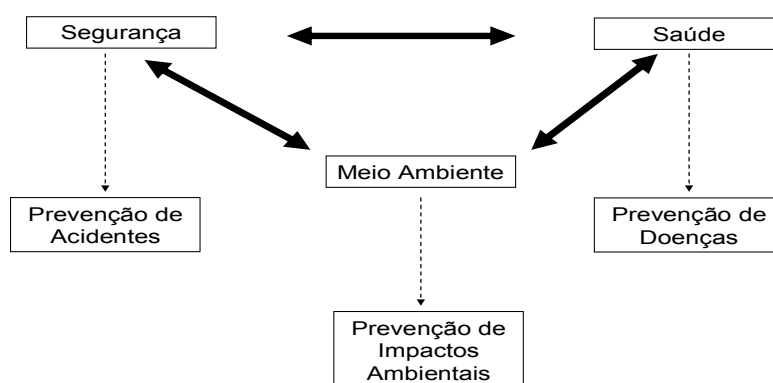 Segurança
Saúde
Meio Ambiente
Prevenção de
Acidentes
Prevenção de
Doenças
Prevenção de
Impactos
Ambientais